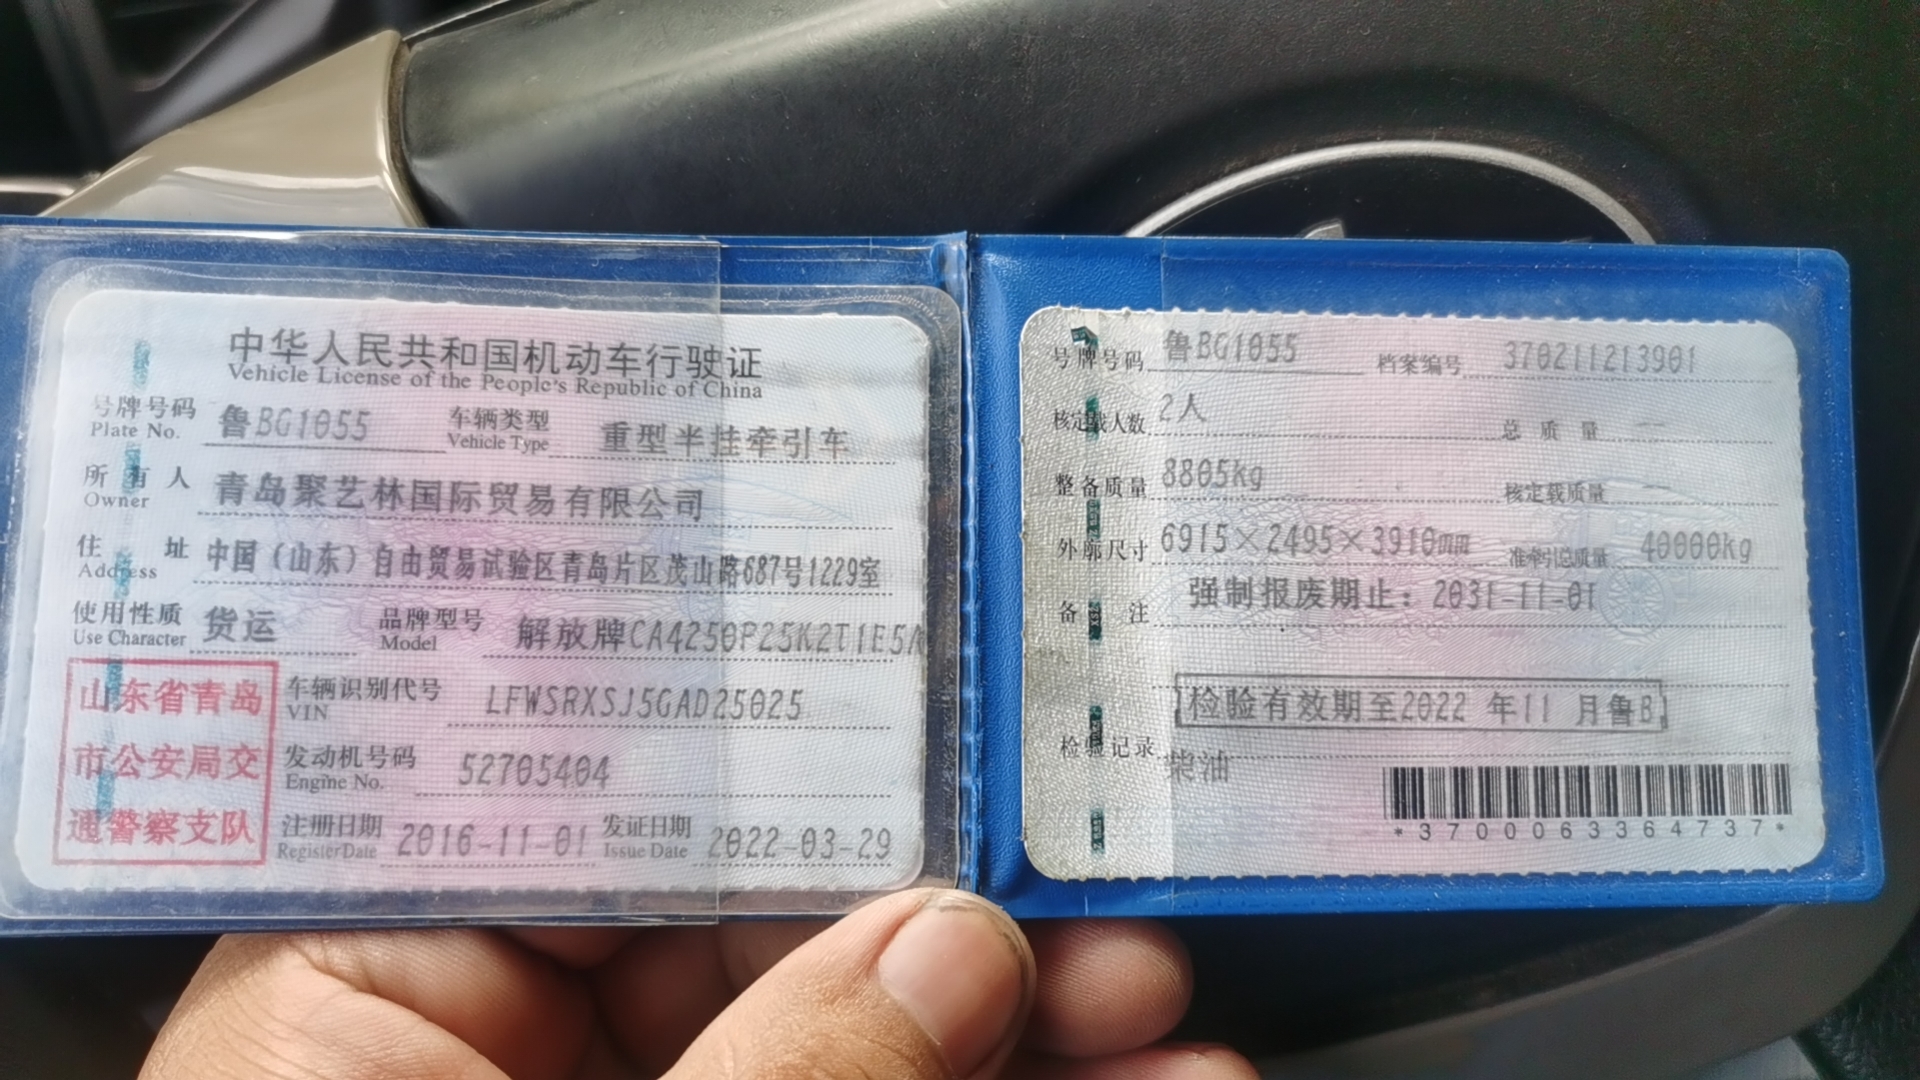 中华人民共和国机动车行驶证
Vehicle License of the People's Republic of China
号牌号码 鲁BG1055 车辆类型 重型半挂牵引车
Plate No. Vehicle Type
所有人 青岛聚艺林国际贸易有限公司
Owner
住址 中国（山东）自由贸易试验区青岛片区茂山路687号1229室
Address
使用性质 货运 品牌型号 解放牌CA4250P25K2T1E5A
Use Character Model
山东省青岛
市公安局交
通警察支队
车辆识别代号 LFWSRXSJ5GAD25025
VIN
发动机号码 52705404
Engine No.
注册日期 2016-11-01 发证日期 2022-03-29
Register Date Issue Date
号牌号码 鲁BG1055 档案编号 370211213901
核定载人数 2人 总质量 --
整备质量 8805kg 核定载质量 --
外廓尺寸 6915×2495×3910mm 准牵引总质量 40000kg
备注 强制报废期止：2031-11-01
检验有效期至2022 年11 月鲁B
检验记录
柴油
*3700063364737*